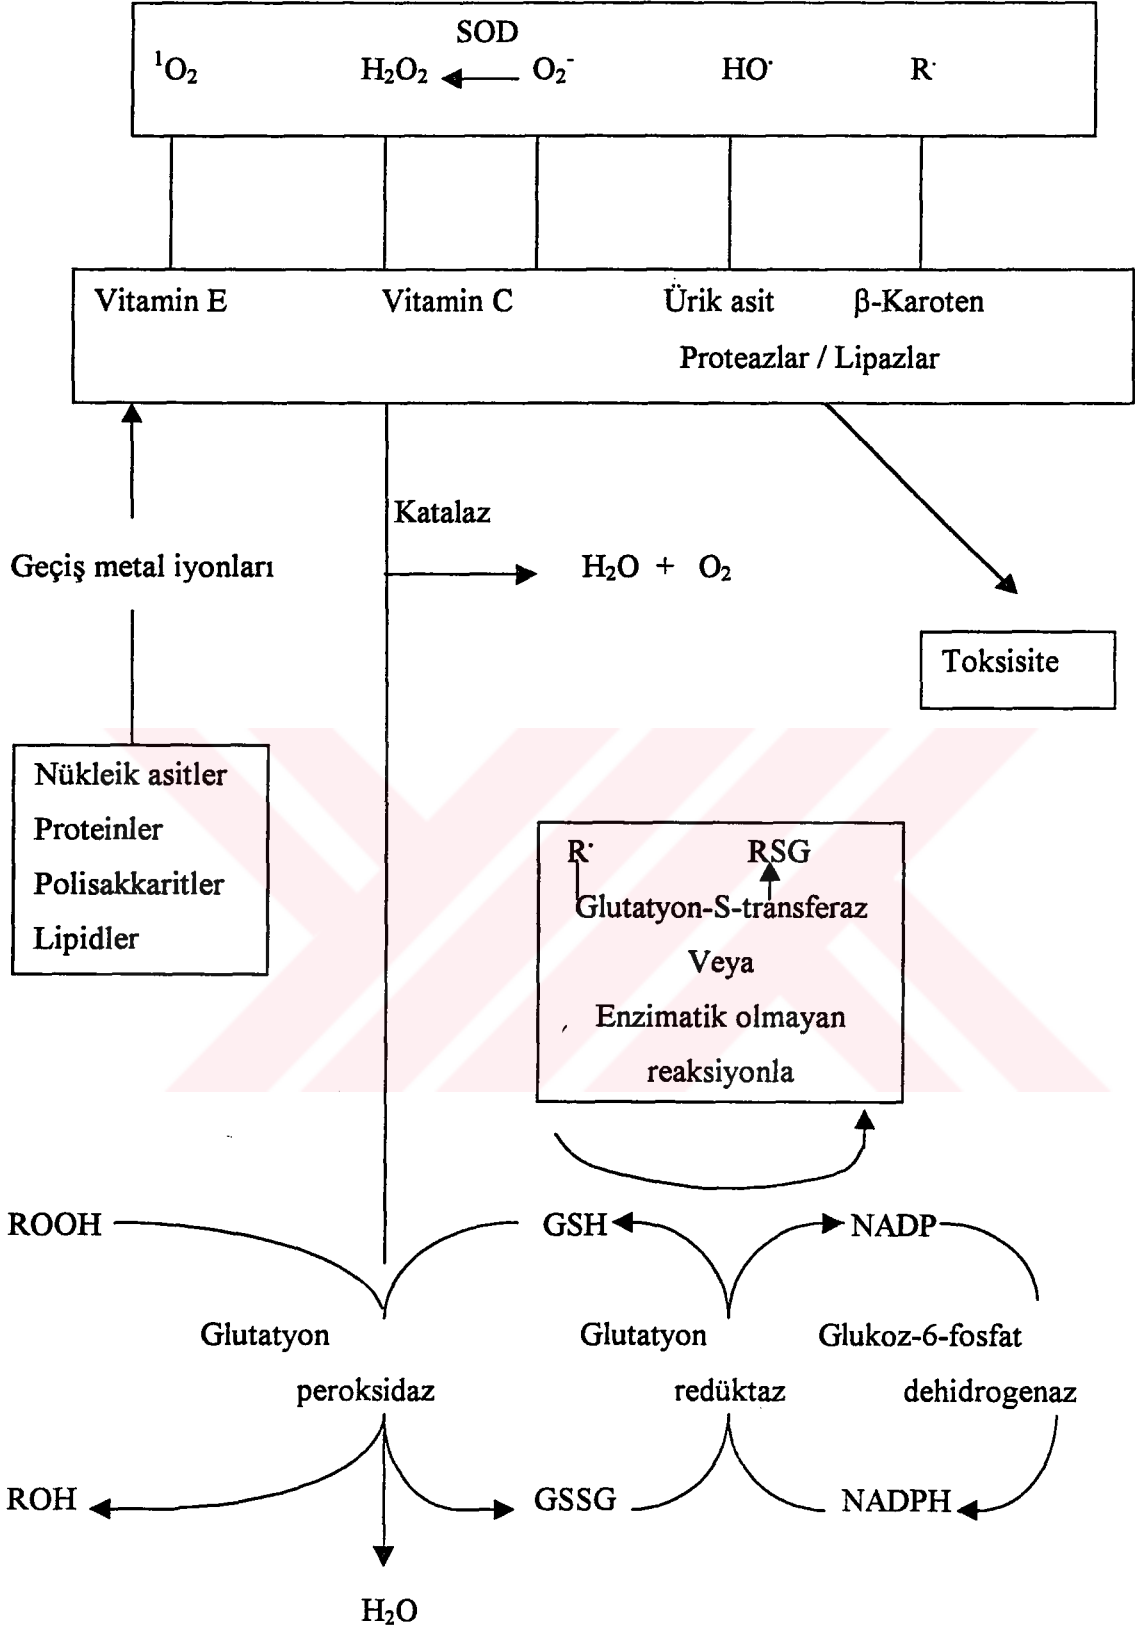 SOD
¹O₂ H₂O₂ O₂⁻ HO˙ R˙
Vitamin E Vitamin C Ürik asit β-Karoten
Proteazlar / Lipazlar
Katalaz
Geçiş metal iyonları H₂O + O₂
Toksisite
Nükleik asitler
Proteinler
Polisakkaritler
Lipidler
R˙ RSG
Glutatyon-S-transferaz
Veya
Enzimatik olmayan
reaksiyonla
ROOH GSH NADP
Glutatyon Glutatyon Glukoz-6-fosfat
peroksidaz redüktaz dehidrogenaz
ROH GSSG NADPH
H₂O